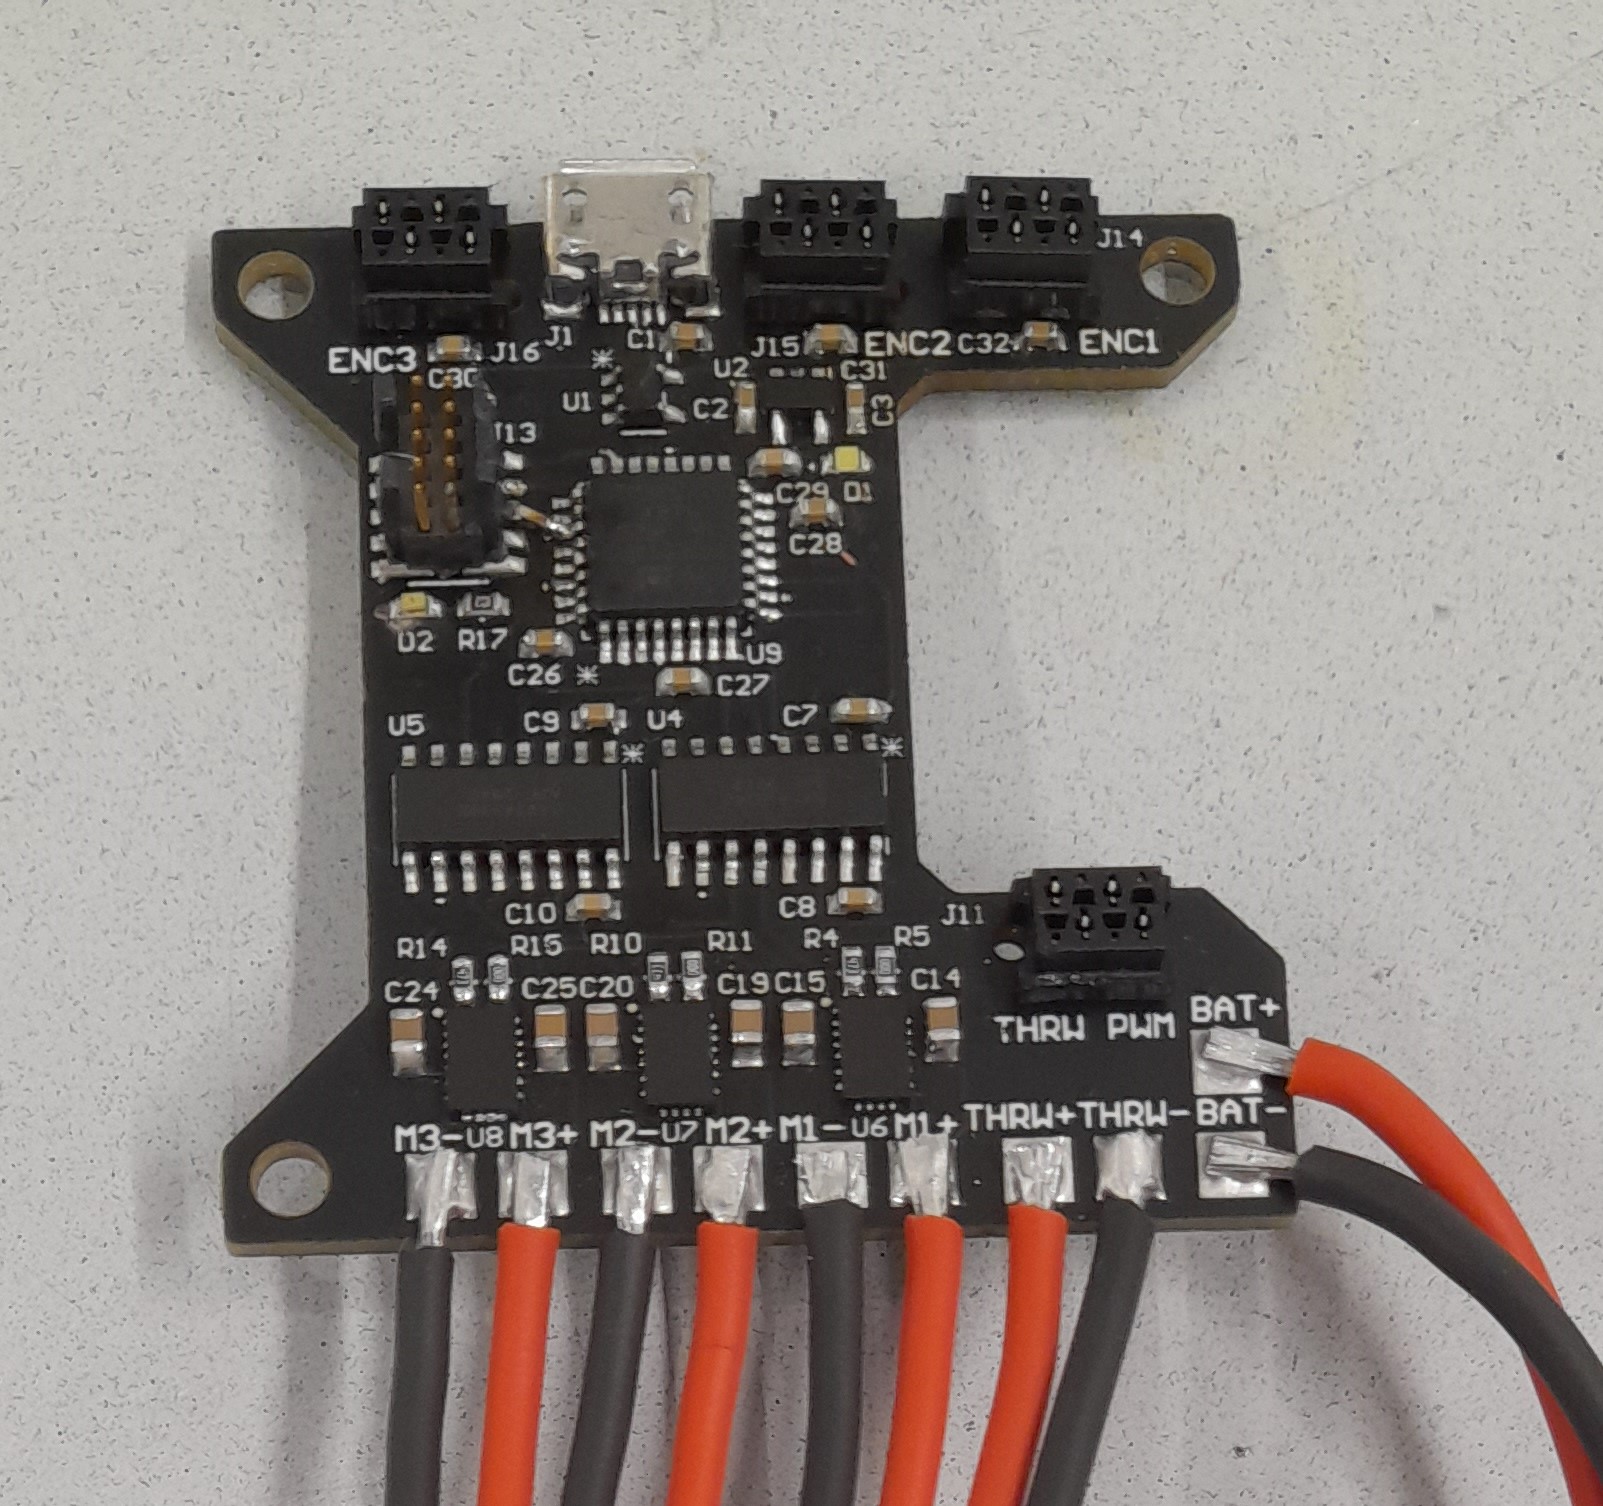 J14
J1
C1
J15
ENC2
C32
ENC1
ENC3
J16
C30
U2
C31
U1
C2
C3
J13
C29
D1
C28
D2
R17
C26
U9
C27
U5
C9
U4
C7
C10
C8
J11
R14
R15
R10
R11
R4
R5
C24
C25
C20
C19
C15
C14
THRW PWM
BAT+
M3-
U8
M3+
M2-
U7
M2+
M1-
U6
M1+
THRW+
THRW-
BAT-